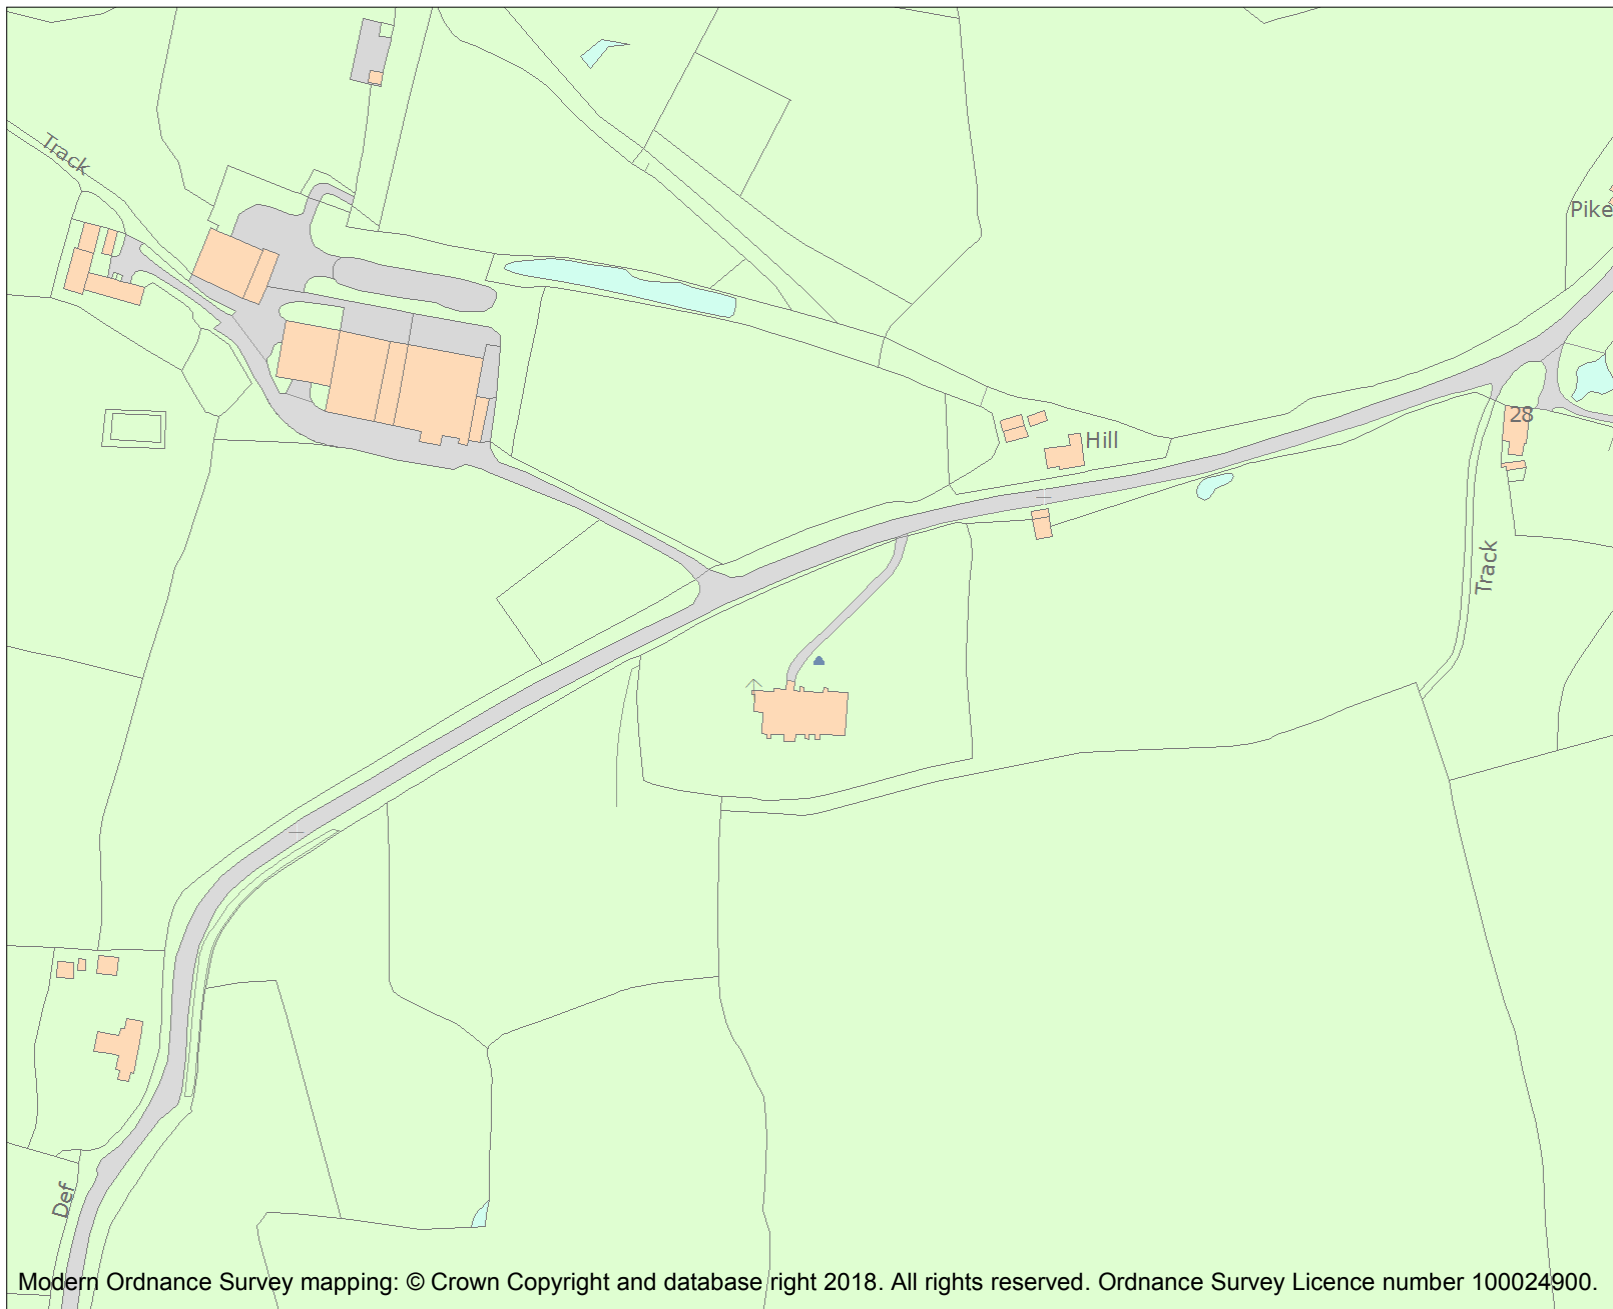 Track
Pike
28
Hill
Track
Def
Modern Ordnance Survey mapping: © Crown Copyright and database right 2018. All rights reserved. Ordnance Survey Licence number 100024900.